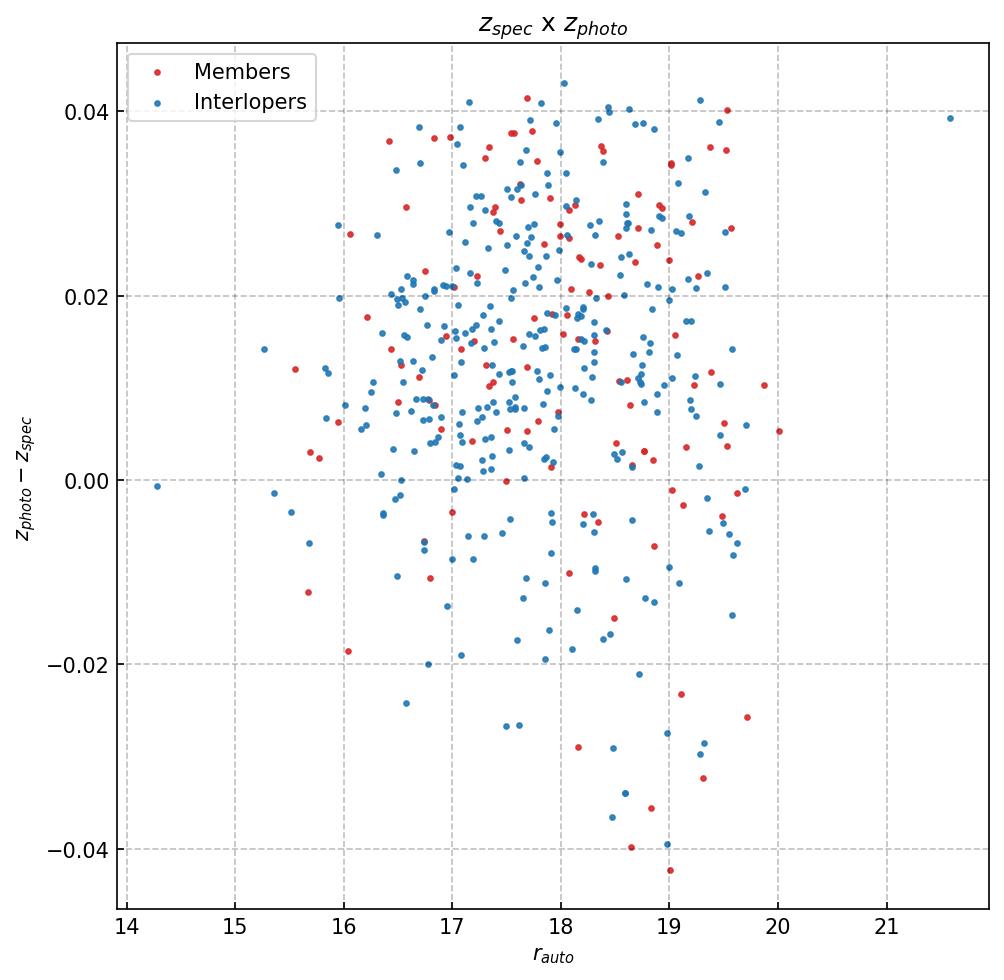 z_spec x z_photo
Members
Interlopers
0.04
0.02
0.00
−0.02
−0.04
z_photo − z_spec
14 15 16 17 18 19 20 21
r_auto